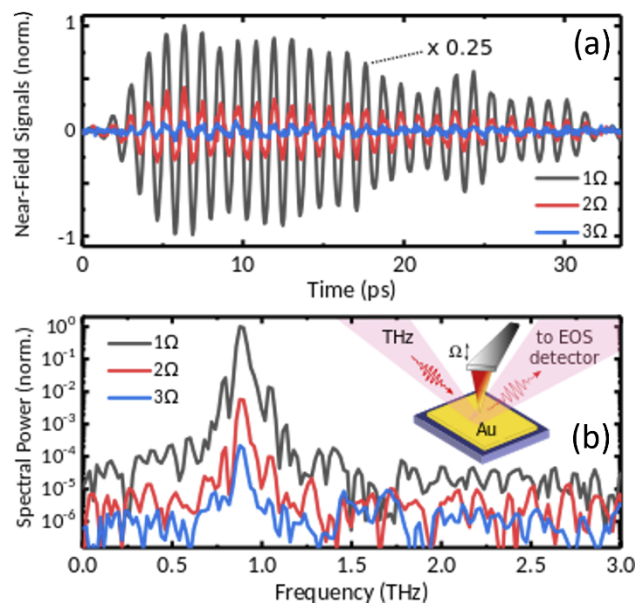 (a)
x 0.25
Near-Field Signals (norm.)
1
0
-1
1Ω
2Ω
3Ω
0 10 20 30
Time (ps)
(b)
Spectral Power (norm.)
10⁰
10⁻¹
10⁻²
10⁻³
10⁻⁴
10⁻⁵
10⁻⁶
1Ω
2Ω
3Ω
THz
Ω
to EOS
detector
Au
0.0 0.5 1.0 1.5 2.0 2.5 3.0
Frequency (THz)